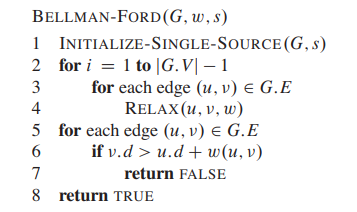 BELLMAN-FORD(G, w, s)
1 INITIALIZE-SINGLE-SOURCE(G, s)
2 for i = 1 to |G.V| − 1
3 for each edge (u, v) ∈ G.E
4 RELAX(u, v, w)
5 for each edge (u, v) ∈ G.E
6 if v.d > u.d + w(u, v)
7 return FALSE
8 return TRUE